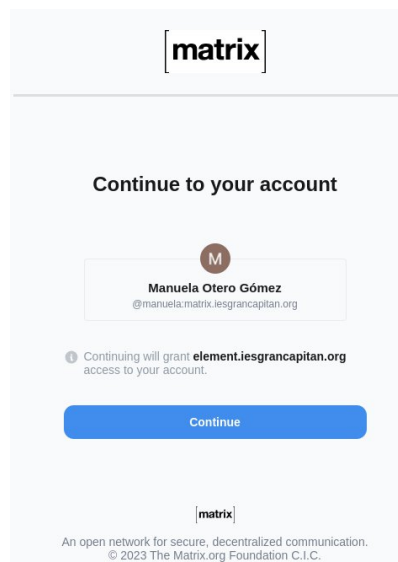 [matrix]
Continue to your account
M
Manuela Otero Gómez
@manuela:matrix.iesgrancapitan.org
Continuing will grant element.iesgrancapitan.org
access to your account.
Continue
[matrix]
An open network for secure, decentralized communication.
© 2023 The Matrix.org Foundation C.I.C.